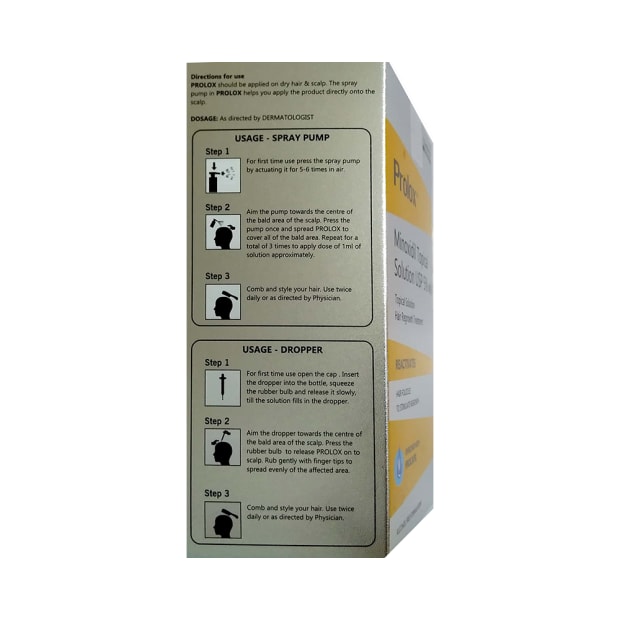 Directions for use
PROLOX should be applied on dry hair & scalp. The spray
pump in PROLOX helps you apply the product directly onto the
scalp.
DOSAGE: As directed by DERMATOLOGIST
USAGE - SPRAY PUMP
Step 1
For first time use press the spray pump
by actuating it for 5-6 times in air.
Step 2
Aim the pump towards the centre of
the bald area of the scalp. Press the
pump once and spread PROLOX to
cover all of the bald area. Repeat for a
total of 3 times to apply dose of 1ml of
solution approximately.
Step 3
Comb and style your hair. Use twice
daily or as directed by Physician.
USAGE - DROPPER
Step 1
For first time use open the cap . Insert
the dropper into the bottle, squeeze
the rubber bulb and release it slowly,
till the solution fills in the dropper.
Step 2
Aim the dropper towards the centre of
the bald area of the scalp. Press the
rubber bulb to release PROLOX on to
scalp. Rub gently with finger tips to
spread evenly of the affected area.
Step 3
Comb and style your hair. Use twice
daily or as directed by Physician.
Prolox
Minoxidil Topical
Solution USP 5%
Topical Solution
Hair Regrowth Treatment
REACTIVATES
HAIR FOLLICLES